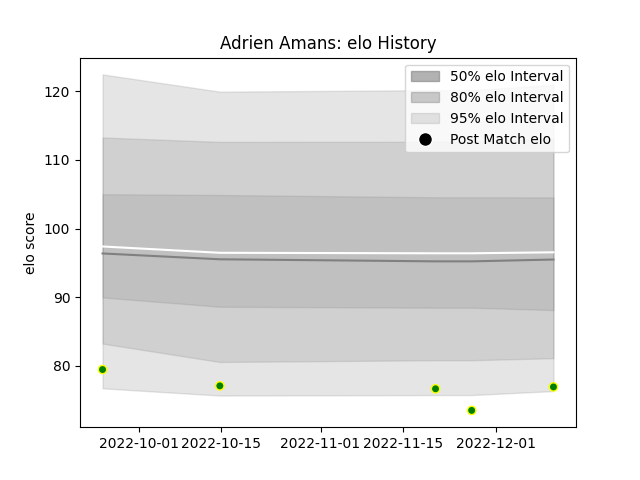 Adrien Amans: elo History
50% elo Interval
80% elo Interval
95% elo Interval
Post Match elo
elo score
120
110
100
90
80
2022-10-01 2022-10-15 2022-11-01 2022-11-15 2022-12-01